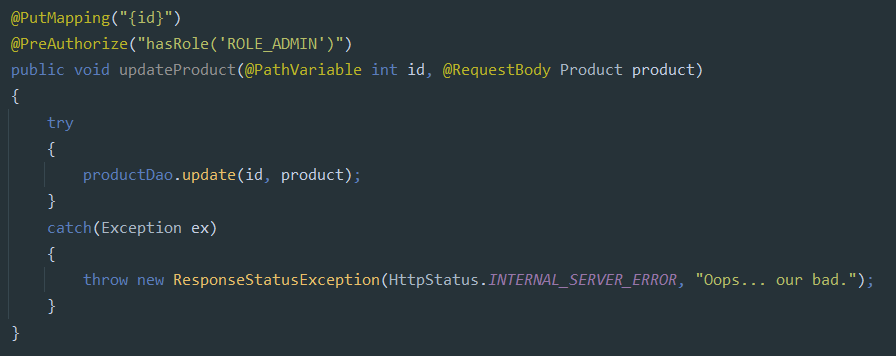 @PutMapping("{id}")
@PreAuthorize("hasRole('ROLE_ADMIN')")
public void updateProduct(@PathVariable int id, @RequestBody Product product)
{
    try
    {
        productDao.update(id, product);
    }
    catch(Exception ex)
    {
        throw new ResponseStatusException(HttpStatus.INTERNAL_SERVER_ERROR, "Oops... our bad.");
    }
}